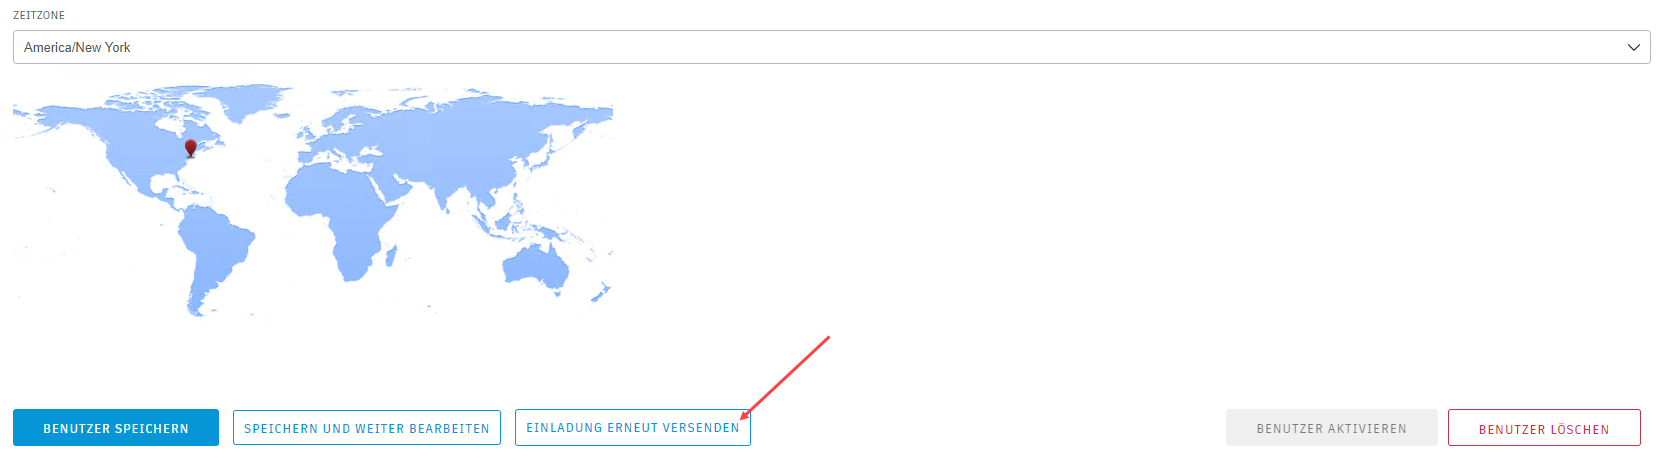 ZEITZONE
America/New York
BENUTZER SPEICHERN
SPEICHERN UND WEITER BEARBEITEN
EINLADUNG ERNEUT VERSENDEN
BENUTZER AKTIVIEREN
BENUTZER LÖSCHEN